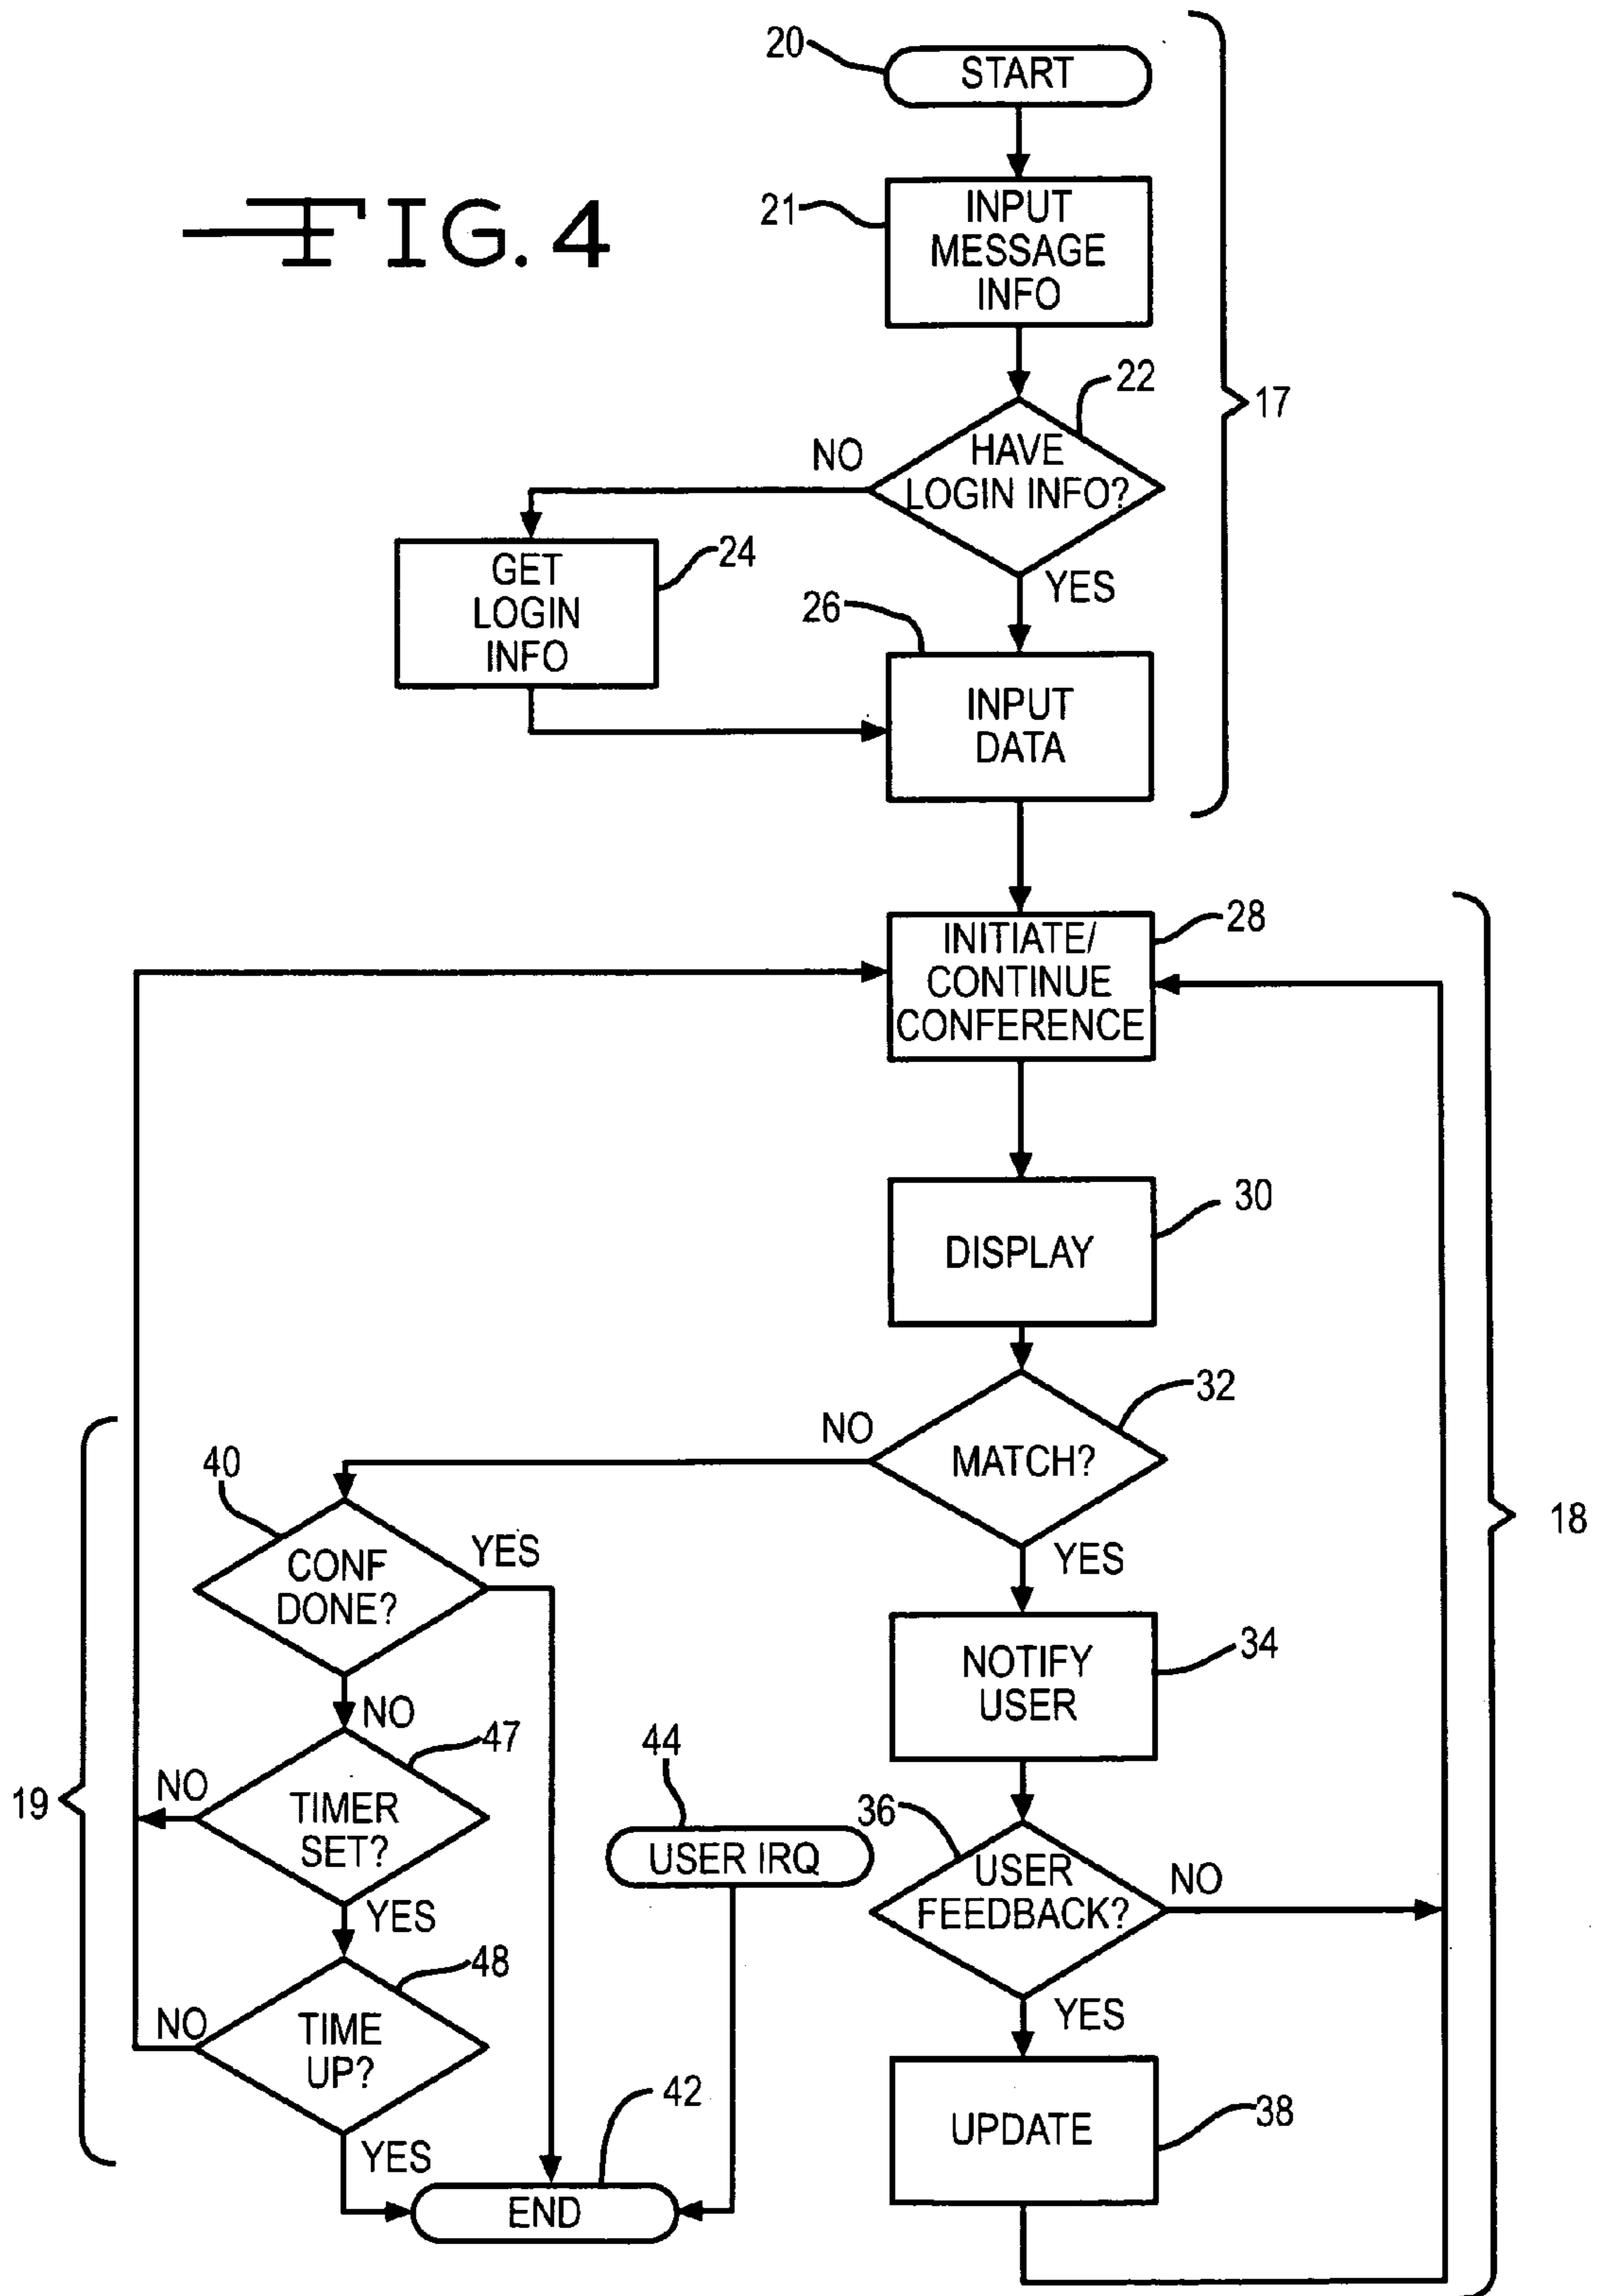 20
START
FIG. 4
21
INPUT
MESSAGE
INFO
22
17
NO
HAVE
LOGIN INFO?
24
GET
LOGIN
INFO
YES
26
INPUT
DATA
28
INITIATE/
CONTINUE
CONFERENCE
30
DISPLAY
32
NO
MATCH?
40
18
YES
CONF
DONE?
YES
34
NOTIFY
USER
NO
47
44
19
NO
TIMER
SET?
36
USER IRQ
USER
FEEDBACK?
NO
YES
48
NO
TIME
UP?
YES
42
38
UPDATE
YES
END